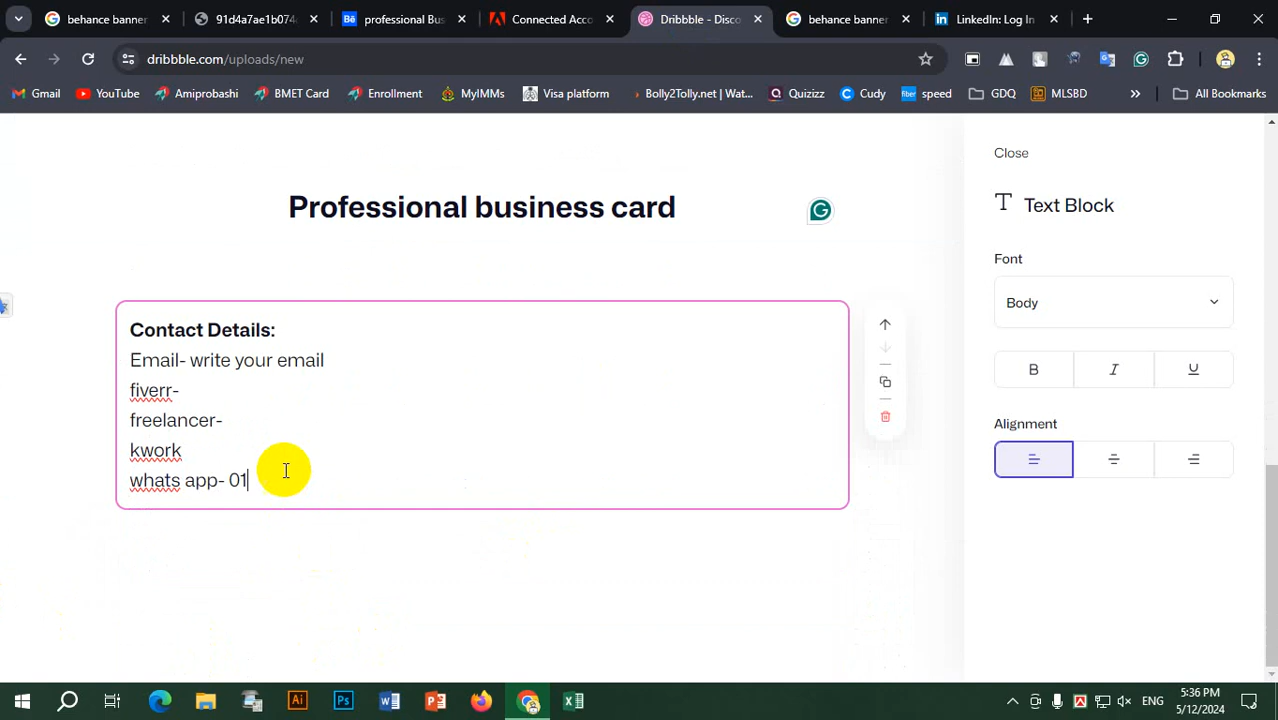 behance banner
91d4a7ae1b074
professional Bus
Connected Acco
Dribbble - Disco
behance banner
LinkedIn: Log In
dribbble.com/uploads/new
Gmail
YouTube
Amiprobashi
BMET Card
Enrollment
MyIMMs
Visa platform
Bolly2Tolly.net | Wat...
Quizizz
Cudy
speed
GDQ
MLSBD
All Bookmarks
Close
Professional business card
Text Block
Font
Body
Contact Details:
Email- write your email
fiverr-
freelancer-
kwork
whats app- 01
B
I
U
Alignment
ENG
5:36 PM
5/12/2024